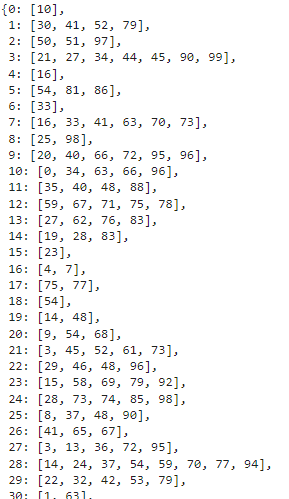 {0: [10],
1: [30, 41, 52, 79],
2: [50, 51, 97],
3: [21, 27, 34, 44, 45, 90, 99],
4: [16],
5: [54, 81, 86],
6: [33],
7: [16, 33, 41, 63, 70, 73],
8: [25, 98],
9: [20, 40, 66, 72, 95, 96],
10: [0, 34, 63, 66, 96],
11: [35, 40, 48, 88],
12: [59, 67, 71, 75, 78],
13: [27, 62, 76, 83],
14: [19, 28, 83],
15: [23],
16: [4, 7],
17: [75, 77],
18: [54],
19: [14, 48],
20: [9, 54, 68],
21: [3, 45, 52, 61, 73],
22: [29, 46, 48, 96],
23: [15, 58, 69, 79, 92],
24: [28, 73, 74, 85, 98],
25: [8, 37, 48, 90],
26: [41, 65, 67],
27: [3, 13, 36, 72, 95],
28: [14, 24, 37, 54, 59, 70, 77, 94],
29: [22, 32, 42, 53, 79],
30: [1, 63],